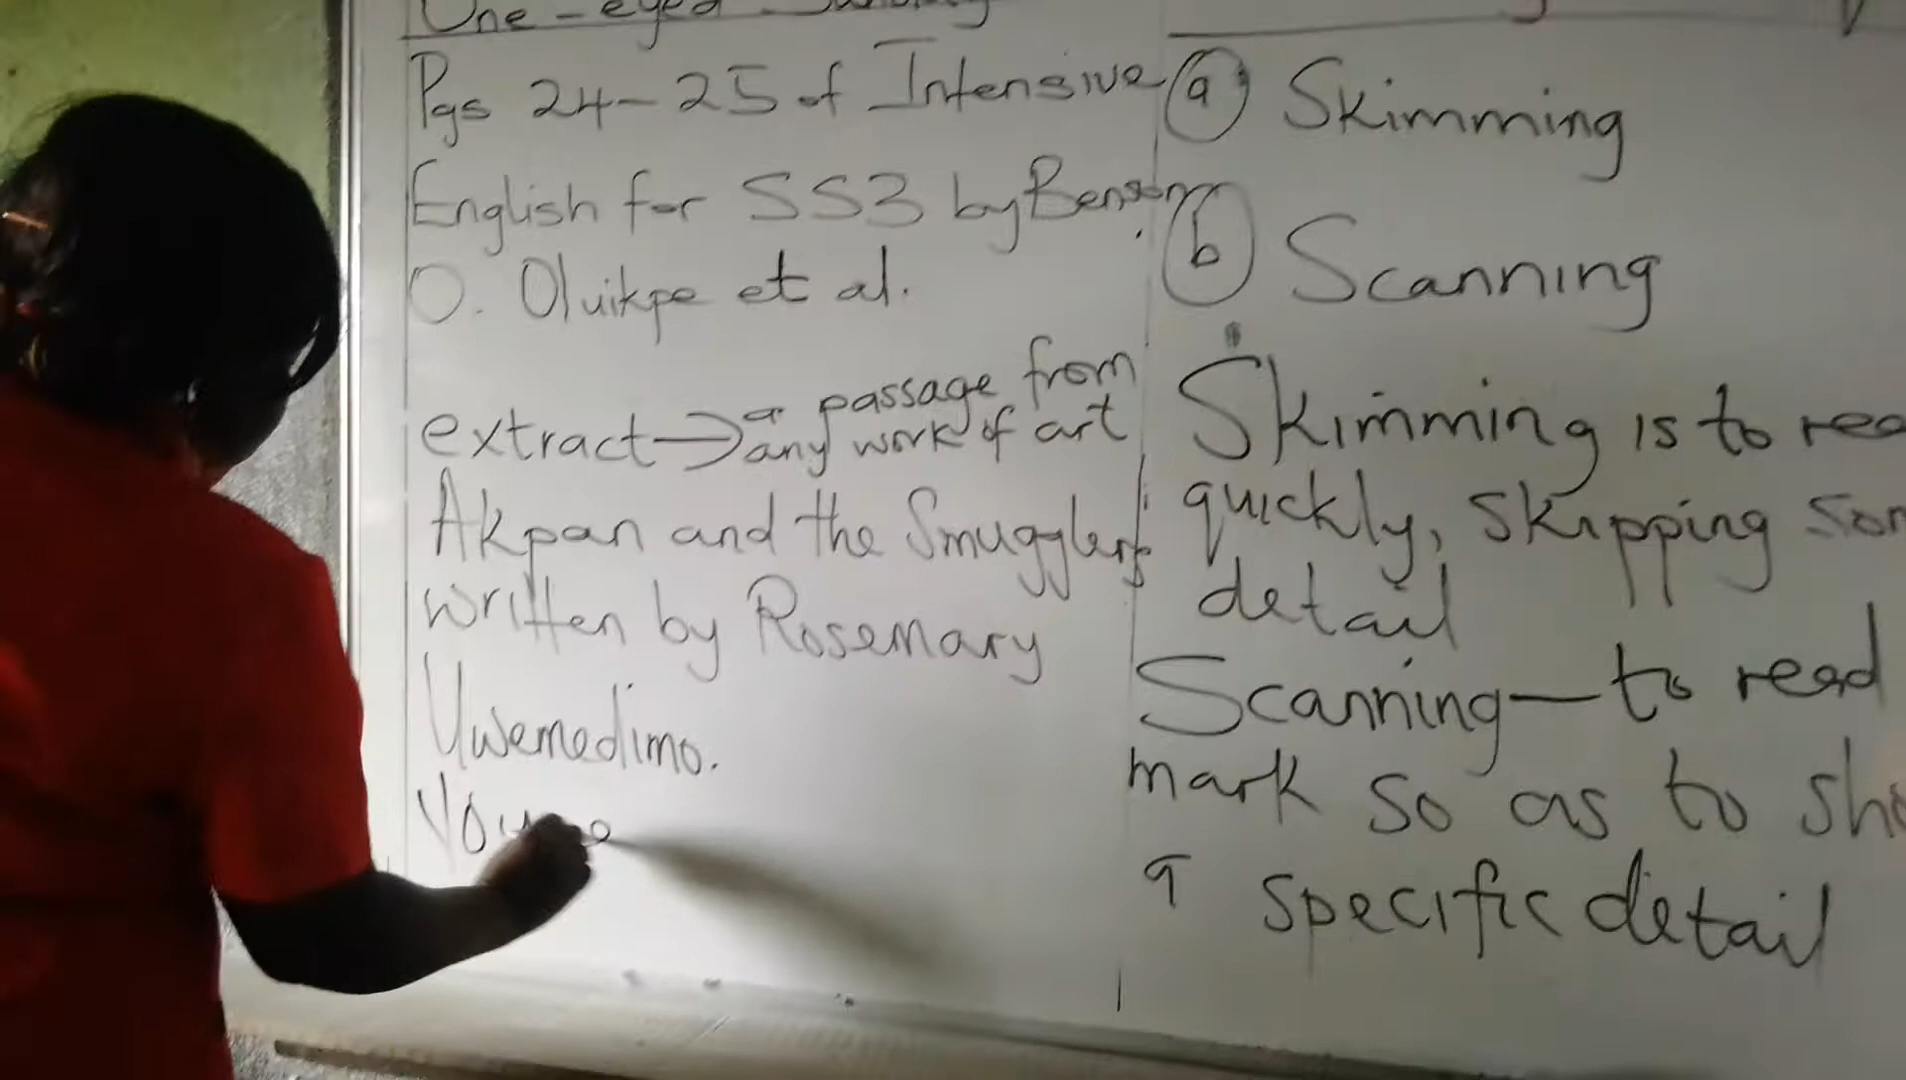 One-eyed
Pgs 24-25 of Intensive
English for SS3 by Benson
O. Oluikpe et al.
extract → a passage from
any work of art
Akpan and the Smugglers
written by Rosemary
Uwemedimo.
(a) Skimming
(b) Scanning
Skimming is to rea
quickly, skipping som
detail
Scanning — to read
mark so as to sho
a specific detail